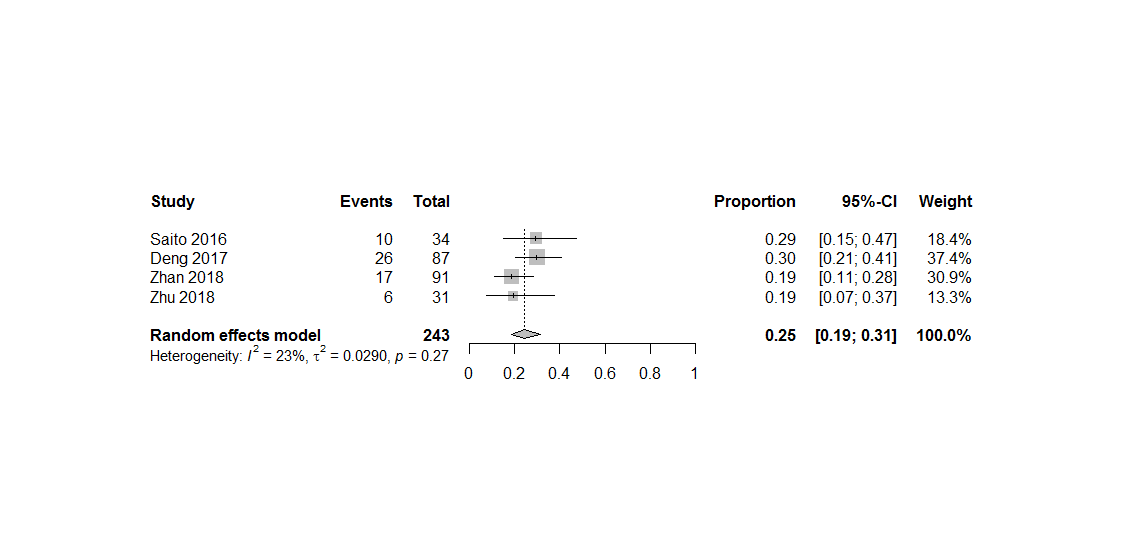 Study Events Total Proportion 95%-CI Weight
Saito 2016 10 34 0.29 [0.15; 0.47] 18.4%
Deng 2017 26 87 0.30 [0.21; 0.41] 37.4%
Zhan 2018 17 91 0.19 [0.11; 0.28] 30.9%
Zhu 2018 6 31 0.19 [0.07; 0.37] 13.3%
Random effects model 243 0.25 [0.19; 0.31] 100.0%
Heterogeneity: I² = 23%, τ² = 0.0290, p = 0.27
0 0.2 0.4 0.6 0.8 1